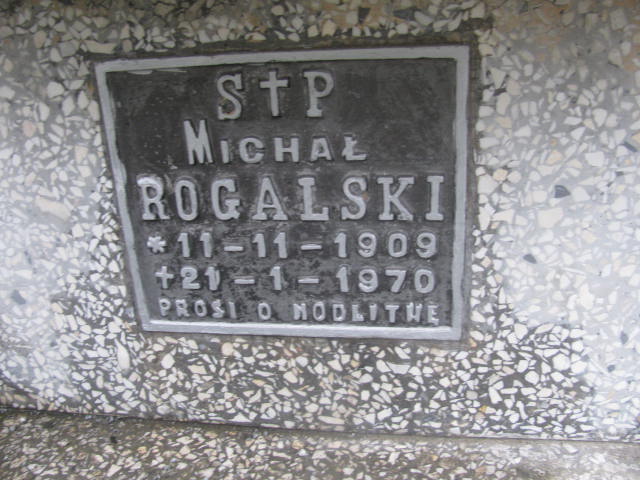 S†P
MICHAŁ
ROGALSKI
*11-11-1909
†21-1-1970
PROSI O MODLITWĘ